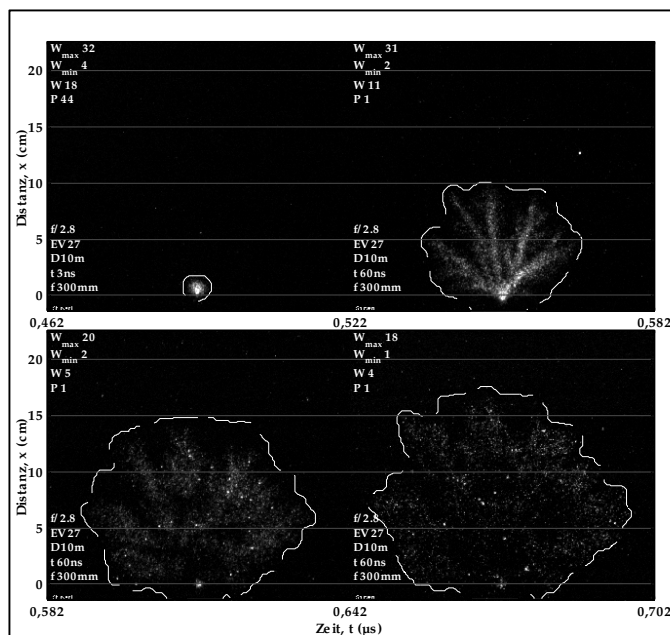 W max 32
W min 4
W 18
P 44
W max 31
W min 2
W 11
P 1
20
15
10
5
0
Distanz, x (cm)
f/2.8
EV27
D10m
t 3ns
f 300mm
f/2.8
EV27
D10m
t 60ns
f 300mm
0,462
0,522
0,582
W max 20
W min 2
W 5
P 1
W max 18
W min 1
W 4
P 1
20
15
10
5
0
Distanz, x (cm)
f/2.8
EV27
D10m
t 60ns
f 300mm
f/2.8
EV27
D10m
t 60ns
f 300mm
0,582
0,642
0,702
Zeit, t (µs)